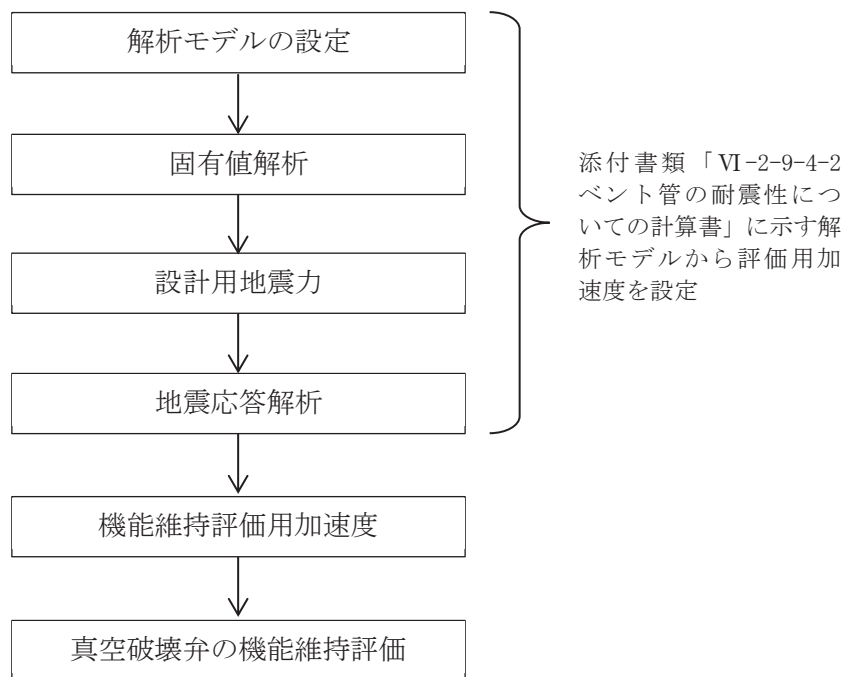 解析モデルの設定
固有値解析
設計用地震力
地震応答解析
機能維持評価用加速度
真空破壊弁の機能維持評価
添付書類「Ⅵ-2-9-4-2
ベント管の耐震性につ
いての計算書」に示す解
析モデルから評価用加
速度を設定